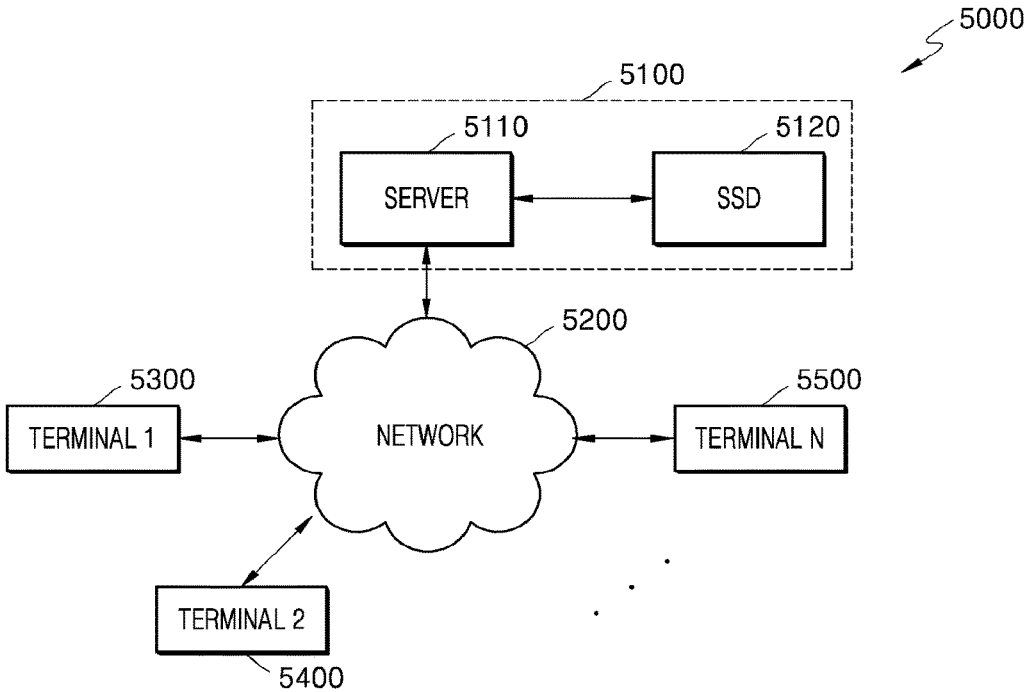 5000
5100
5110
5120
SERVER
SSD
5200
5300
5500
TERMINAL 1
NETWORK
TERMINAL N
TERMINAL 2
5400